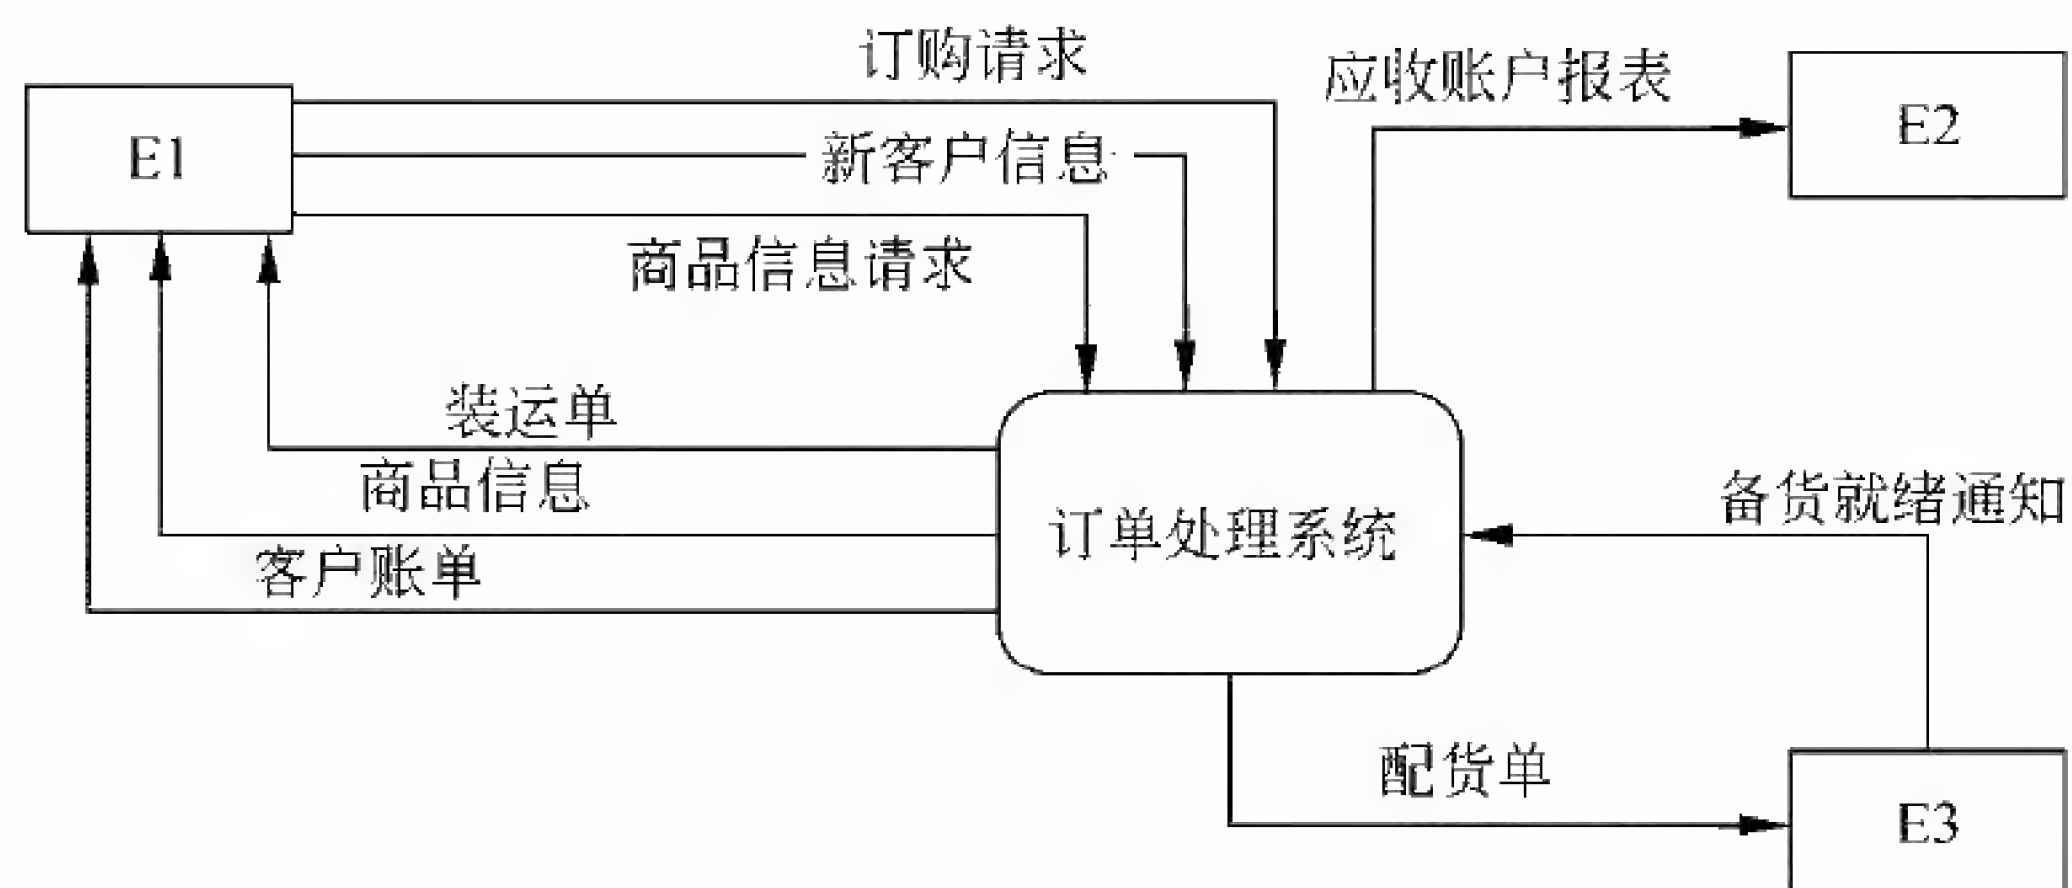 订购请求
应收账户报表
E1
E2
新客户信息
商品信息请求
装运单
商品信息
订单处理系统
备货就绪通知
客户账单
配货单
E3